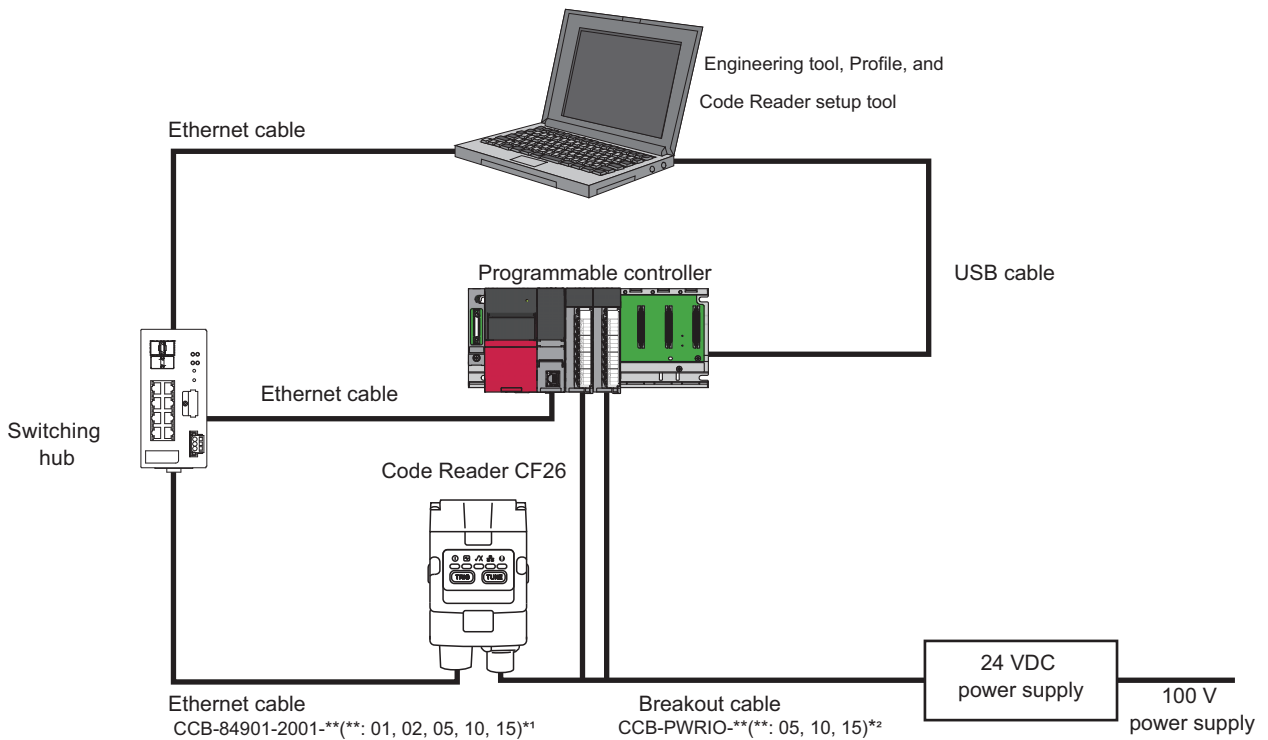 Engineering tool, Profile, and
Code Reader setup tool
Ethernet cable
Programmable controller
USB cable
Ethernet cable
Switching
hub
Code Reader CF26
TRIG
TUNE
24 VDC
power supply
100 V
power supply
Ethernet cable
CCB-84901-2001-**(**: 01, 02, 05, 10, 15)*¹
Breakout cable
CCB-PWRIO-**(**: 05, 10, 15)*²